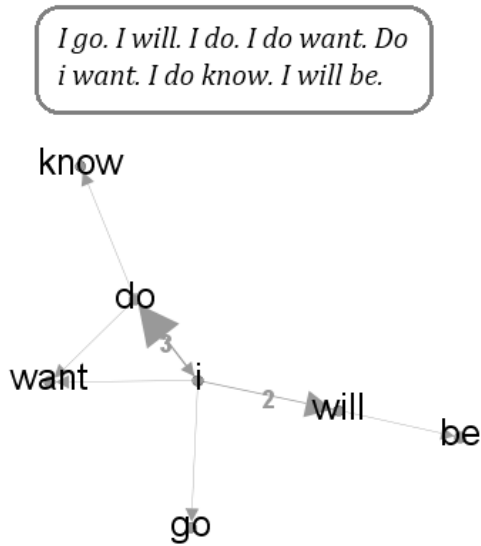 I go. I will. I do. I do want. Do
i want. I do know. I will be.
know
do
3
want
i
2
will
be
go